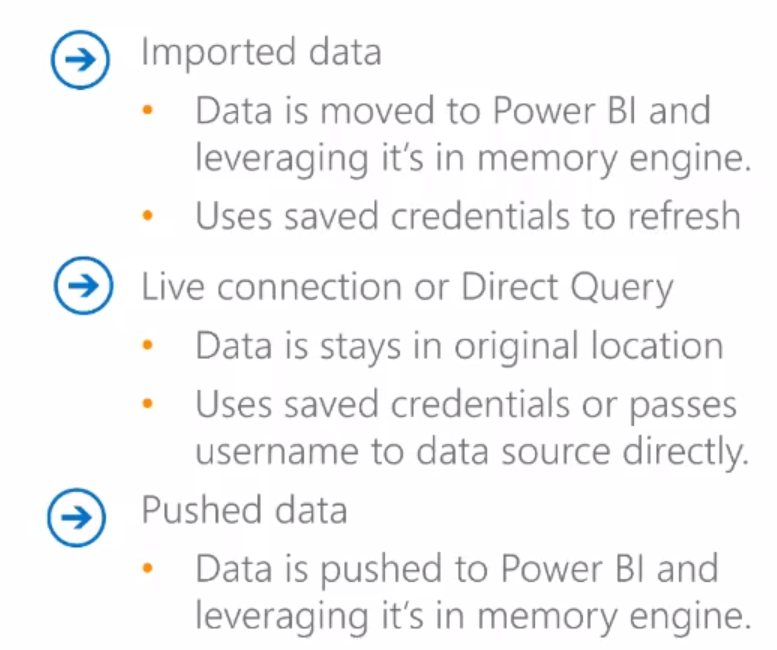 Imported data
• Data is moved to Power BI and
leveraging it's in memory engine.
• Uses saved credentials to refresh
Live connection or Direct Query
• Data is stays in original location
• Uses saved credentials or passes
username to data source directly.
Pushed data
• Data is pushed to Power BI and
leveraging it's in memory engine.